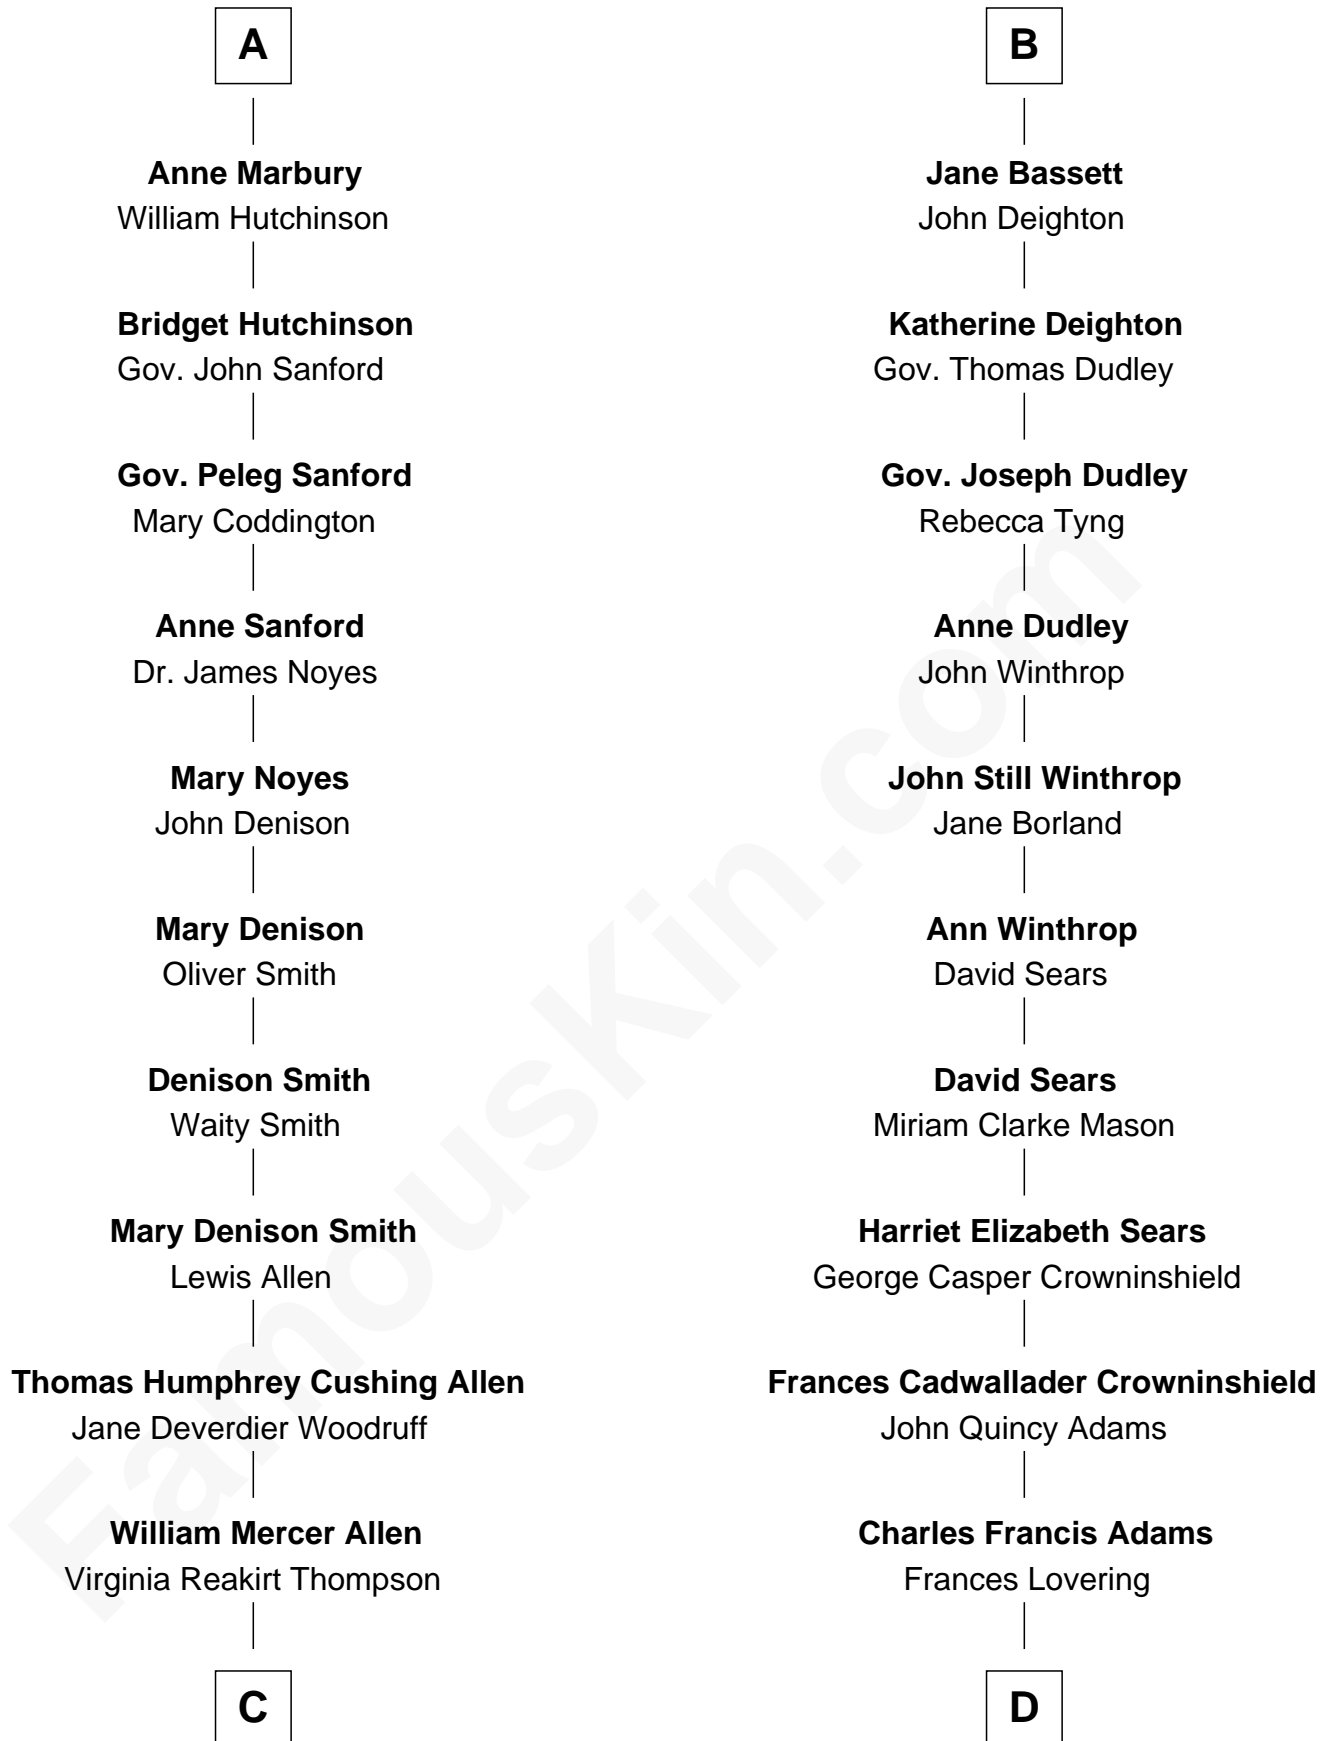 A
Anne Marbury
William Hutchinson
Bridget Hutchinson
Gov. John Sanford
Gov. Peleg Sanford
Mary Coddington
Anne Sanford
Dr. James Noyes
Mary Noyes
John Denison
Mary Denison
Oliver Smith
Denison Smith
Waity Smith
Mary Denison Smith
Lewis Allen
Thomas Humphrey Cushing Allen
Jane Deverdier Woodruff
William Mercer Allen
Virginia Reakirt Thompson
C
B
Jane Bassett
John Deighton
Katherine Deighton
Gov. Thomas Dudley
Gov. Joseph Dudley
Rebecca Tyng
Anne Dudley
John Winthrop
John Still Winthrop
Jane Borland
Ann Winthrop
David Sears
David Sears
Miriam Clarke Mason
Harriet Elizabeth Sears
George Casper Crowninshield
Frances Cadwallader Crowninshield
John Quincy Adams
Charles Francis Adams
Frances Lovering
D
FamousKin.com